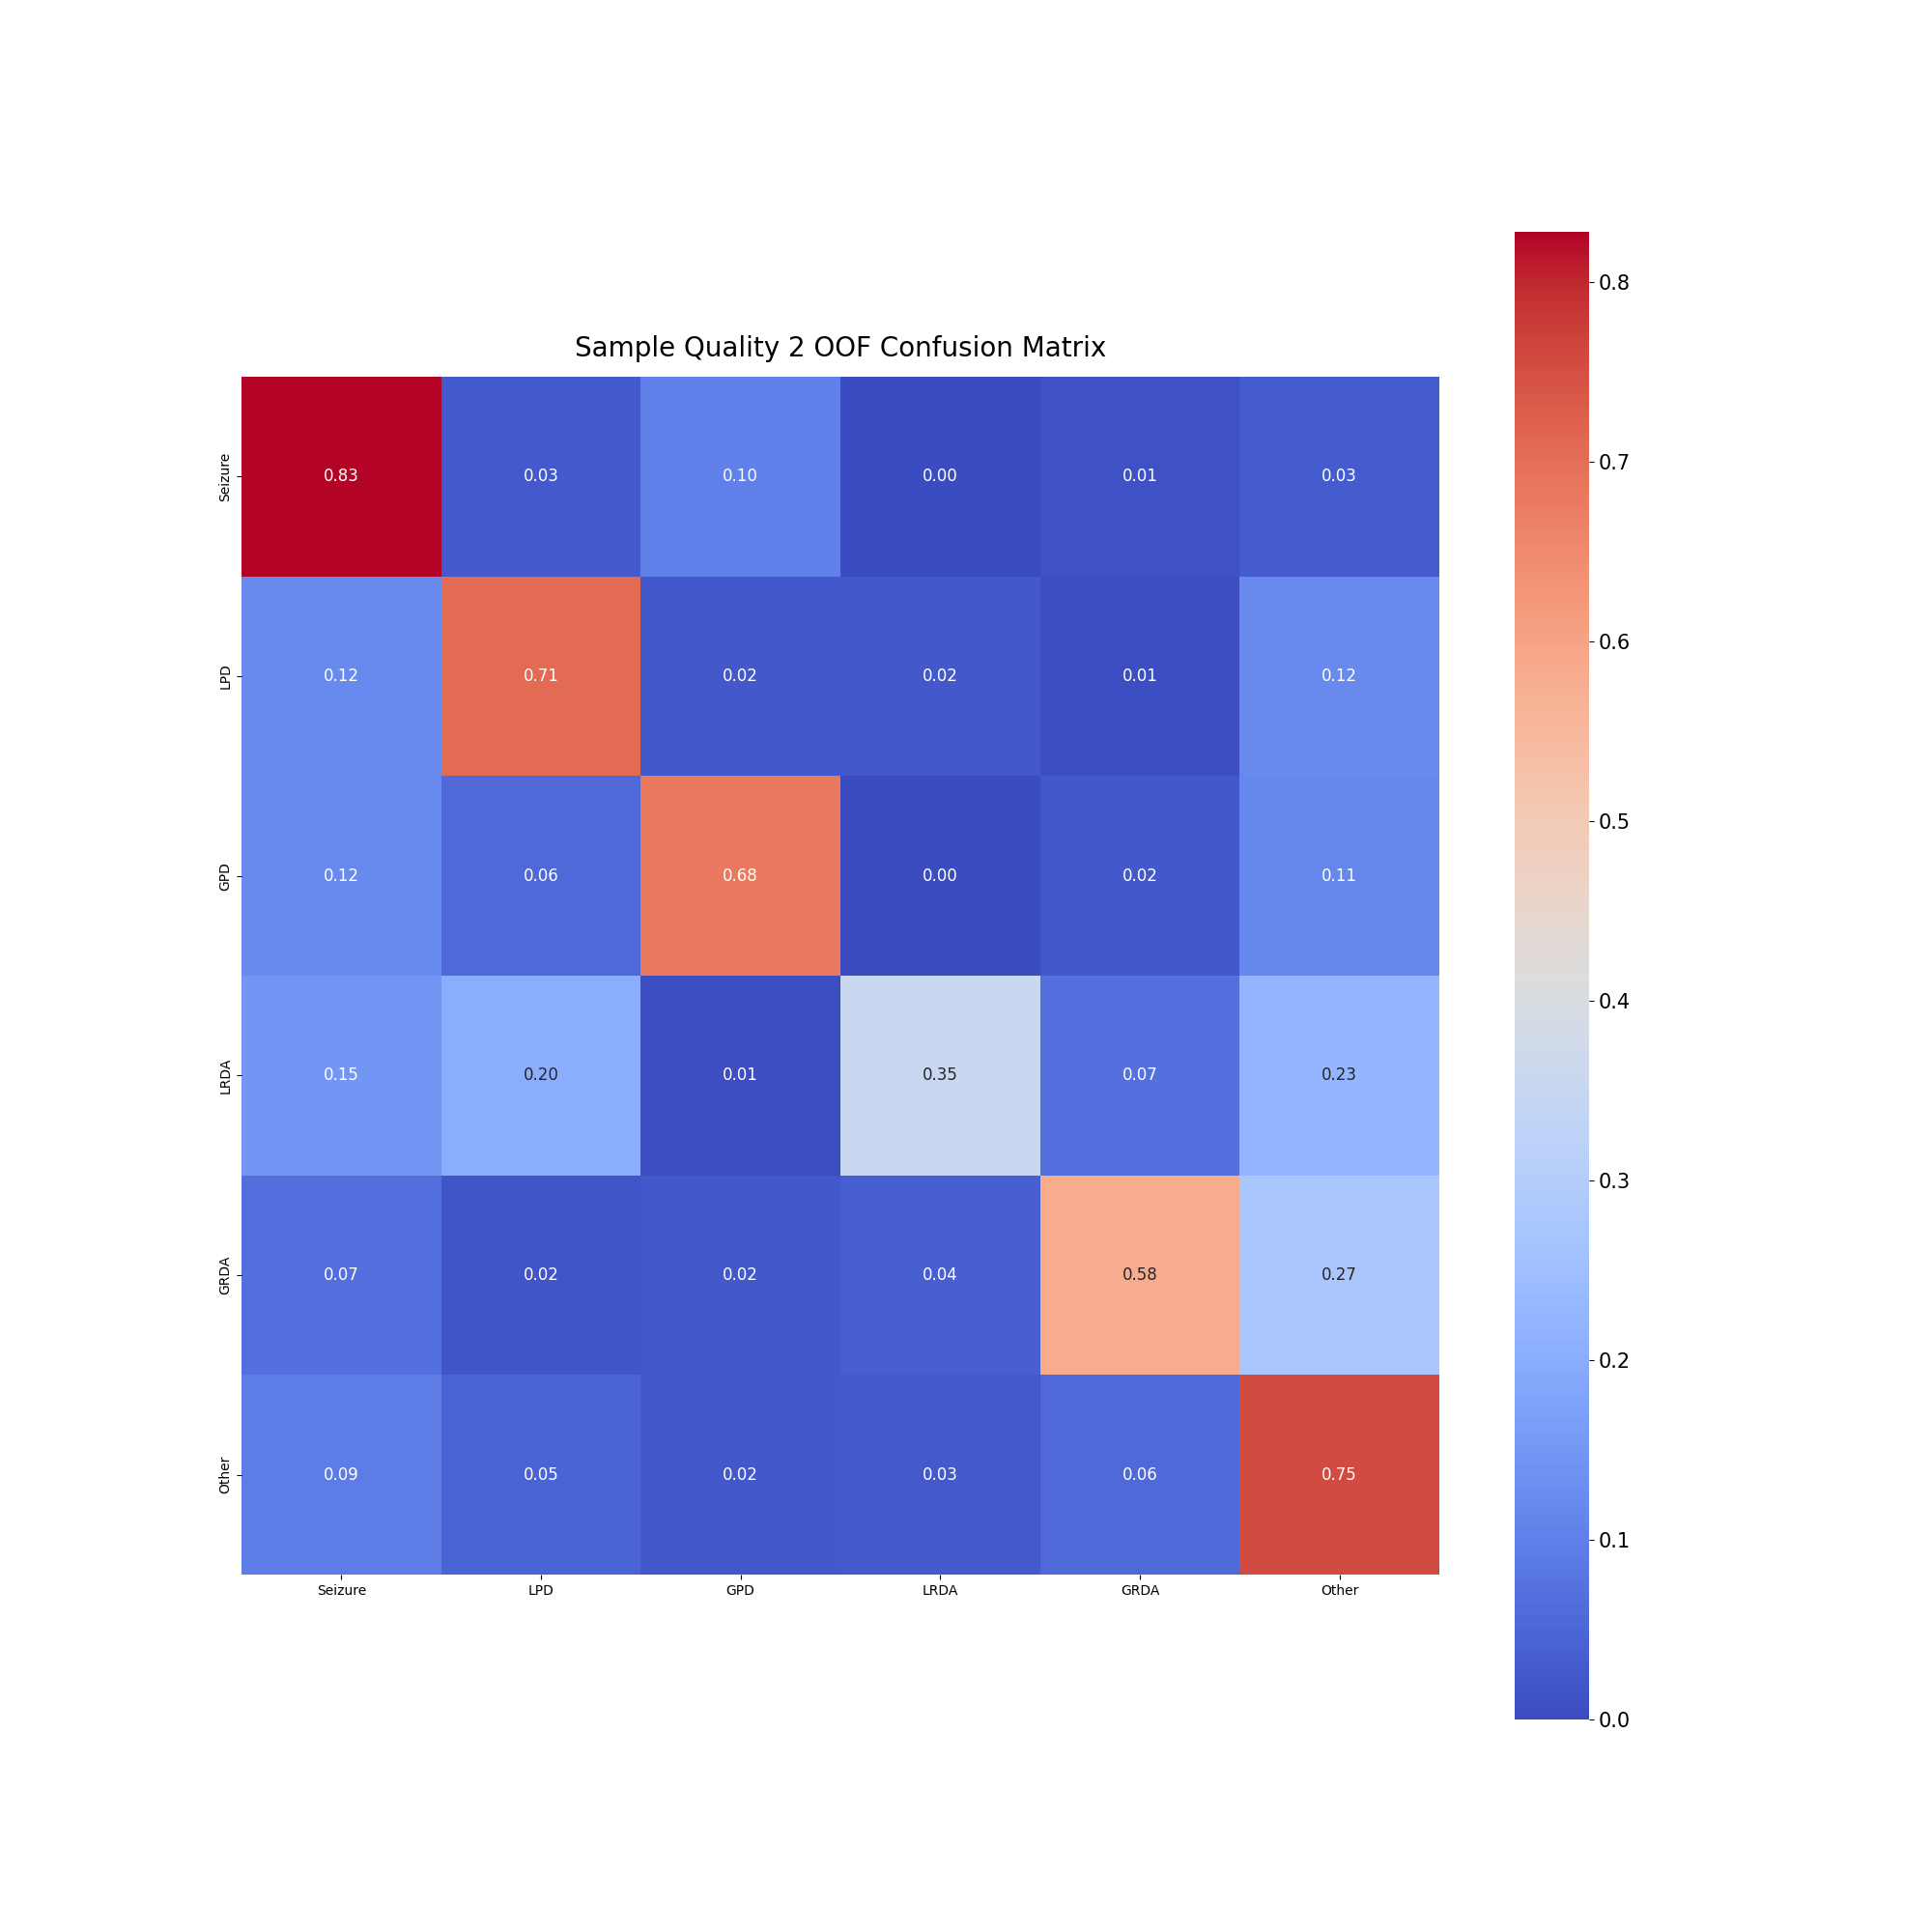 Sample Quality 2 OOF Confusion Matrix
Seizure 0.83 0.03 0.10 0.00 0.01 0.03
LPD 0.12 0.71 0.02 0.02 0.01 0.12
GPD 0.12 0.06 0.68 0.00 0.02 0.11
LRDA 0.15 0.20 0.01 0.35 0.07 0.23
GRDA 0.07 0.02 0.02 0.04 0.58 0.27
Other 0.09 0.05 0.02 0.03 0.06 0.75
Seizure LPD GPD LRDA GRDA Other
0.8
0.7
0.6
0.5
0.4
0.3
0.2
0.1
0.0